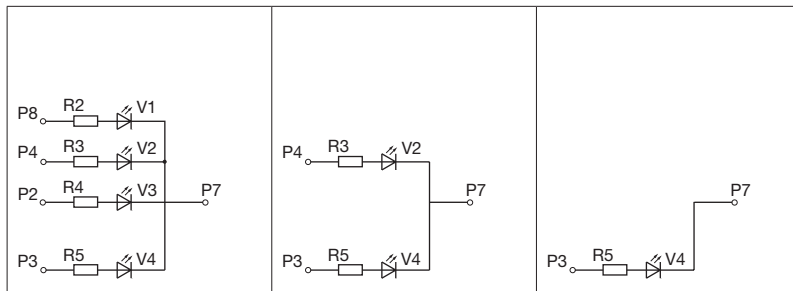 P8 R2 V1
P4 R3 V2
P2 R4 V3 P7
P3 R5 V4
P4 R3 V2
P7
P3 R5 V4
P7
P3 R5 V4